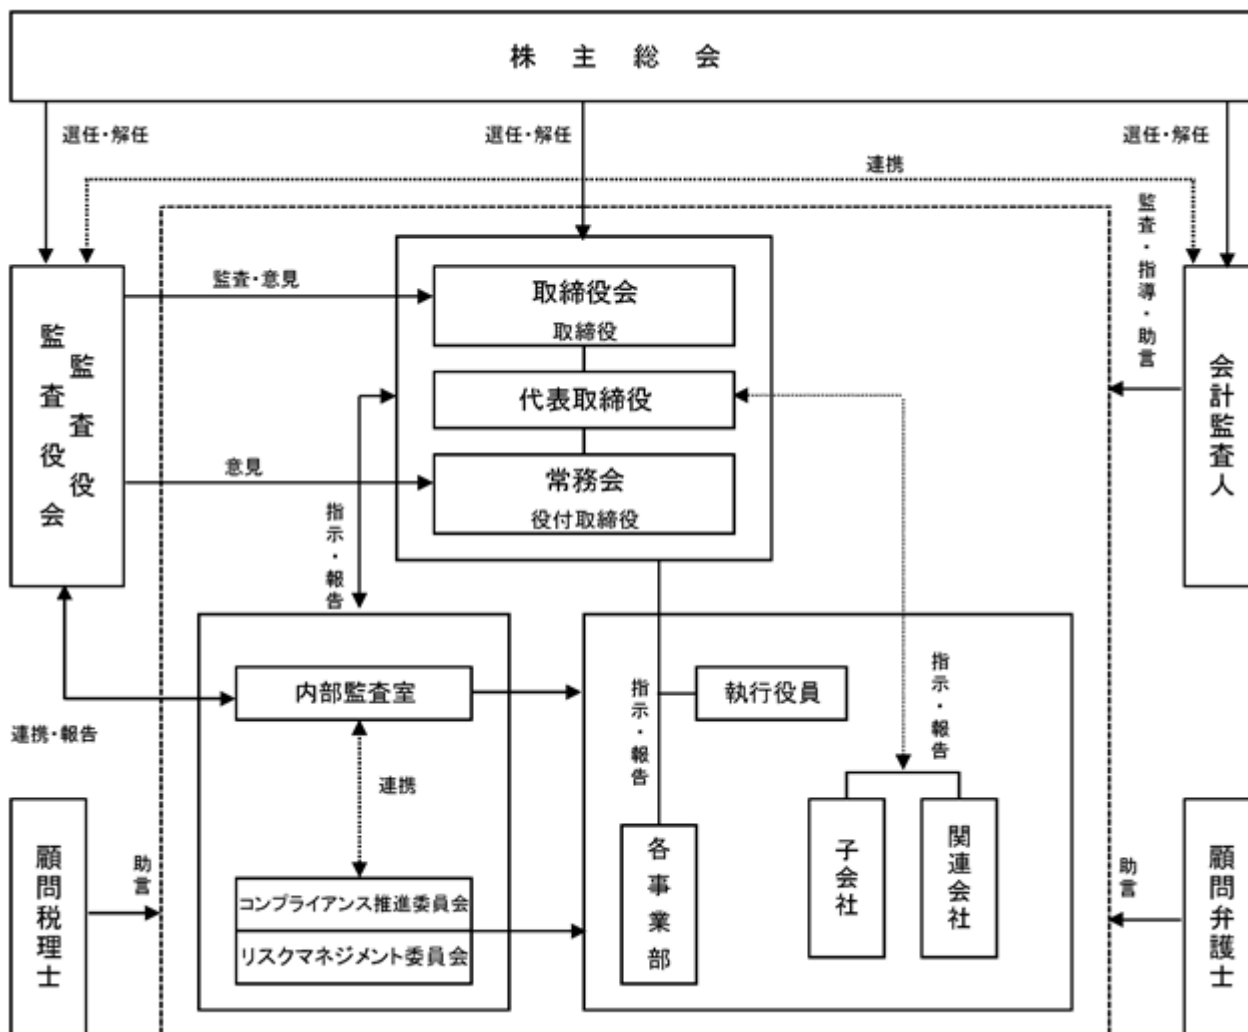 株主総会
選任・解任
選任・解任
選任・解任
連携
監査・指導・助言
監査・意見
取締役会
取締役
監査役会
監査役
代表取締役
会計監査人
意見
常務会
役付取締役
指示・報告
内部監査室
執行役員
指示・報告
指示・報告
連携・報告
連携
子会社
関連会社
各事業部
顧問税理士
助言
コンプライアンス推進委員会
リスクマネジメント委員会
助言
顧問弁護士